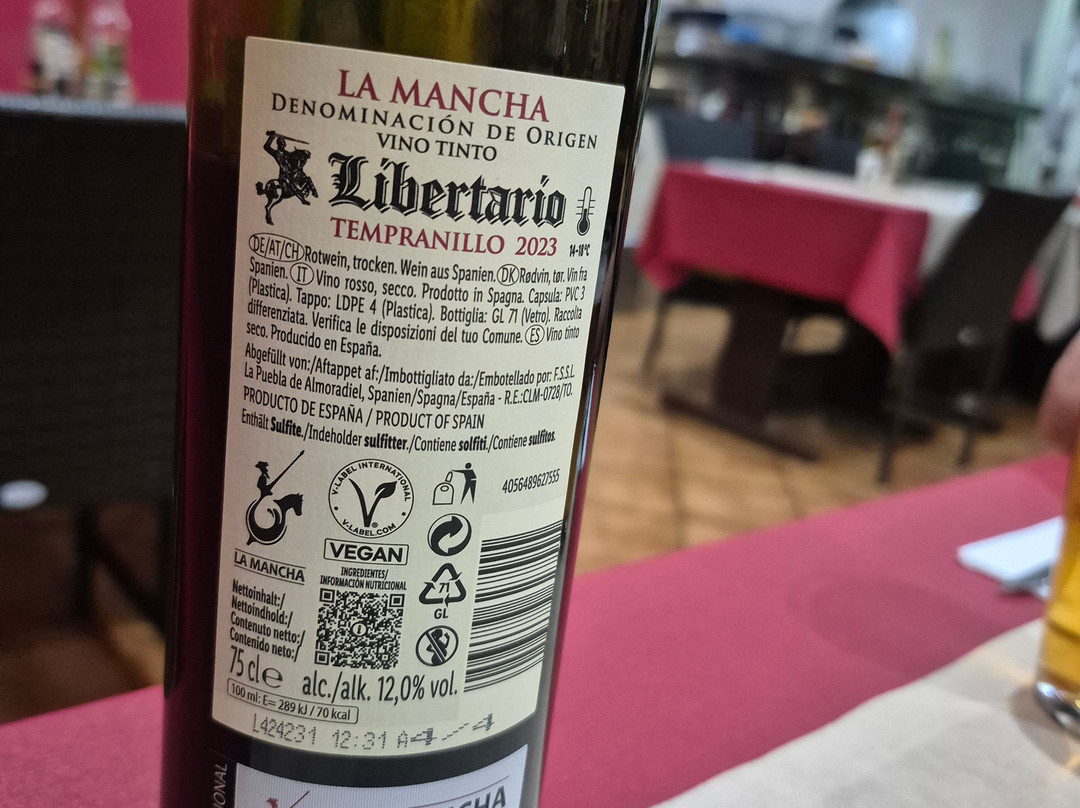 LA MANCHA
DENOMINACIÓN DE ORIGEN
VINO TINTO
Libertario
TEMPRANILLO 2023
14-18°C
DE/AT/CH Rotwein, trocken. Wein aus Spanien. DK Rødvin, tør. Vin fra
Spanien. IT Vino rosso, secco. Prodotto in Spagna. Capsula: PVC 3
(Plastica). Tappo: LDPE 4 (Plastica). Bottiglia: GL 71 (Vetro). Raccolta
differenziata. Verifica le disposizioni del tuo Comune. ES Vino tinto
seco. Producido en España.
Abgefüllt von:/Aftappet af:/Imbottigliato da:/Embotellado por: F.S.S.L.
La Puebla de Almoradiel, Spanien/Spagna/España - R.E.:CLM-0728/TO.
PRODUCTO DE ESPAÑA / PRODUCT OF SPAIN
Enthält Sulfite./Indeholder sulfitter./Contiene solfiti./Contiene sulfitos.
LA MANCHA
V-LABEL INTERNATIONAL
V-LABEL.COM
VEGAN
INGREDIENTES/
INFORMACIÓN NUTRICIONAL
71
GL
4056489627555
Nettoinhalt:/
Nettoindhold:/
Contenuto netto:/
Contenido neto:/
75 cl e
alc./alk. 12,0% vol.
100 ml: E= 289 kJ / 70 kcal
L424231 12:31 A4/4